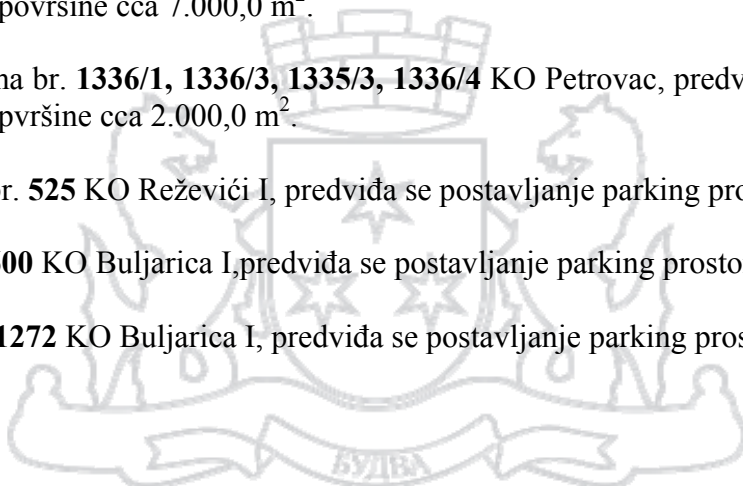 površine cca 7.000,0 m².
na br. 1336/1, 1336/3, 1335/3, 1336/4 KO Petrovac, predv
pvršine cca 2.000,0 m².
br. 525 KO Reževići I, predviđa se postavljanje parking pro
00 KO Buljarica I,predviđa se postavljanje parking prosto
1272 KO Buljarica I, predviđa se postavljanje parking pros
БУДВА